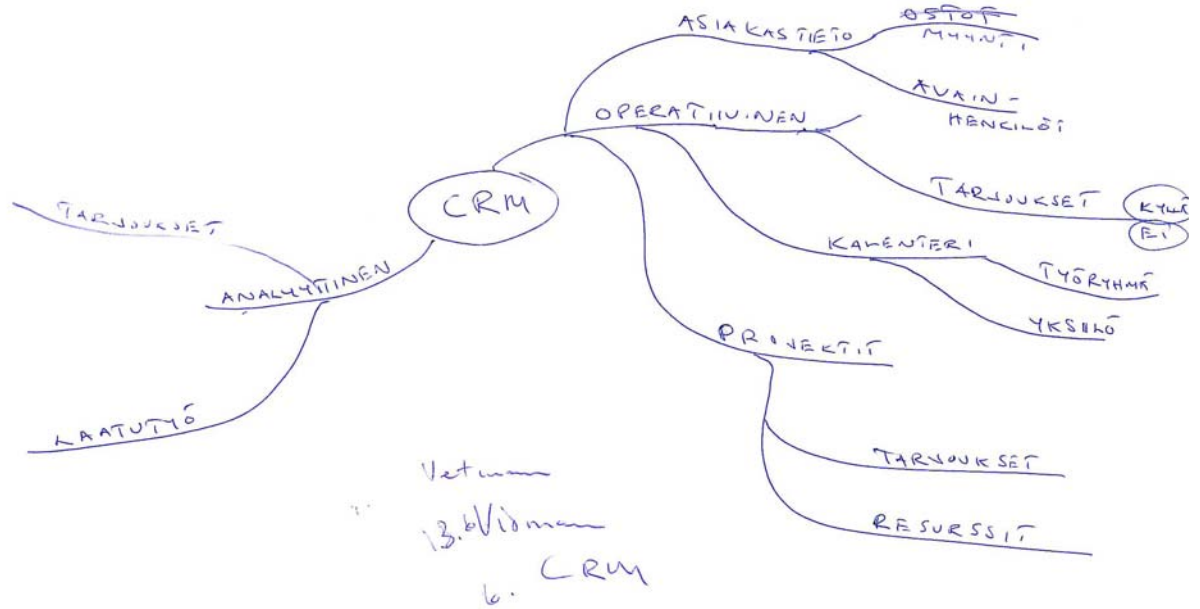 ASIAKASTIETO
OSTOT
MYYNTI
AVAIN-
HENKILÖT
OPERATIIVINEN
TARJOUKSET
KYLLÄ
EI
KALENTERI
TYÖRYHMÄ
YKSILÖ
PROJEKTIT
TARJOUKSET
RESURSSIT
CRM
TARJOUKSET
ANALYYTTINEN
LAATUTYÖ
CRM